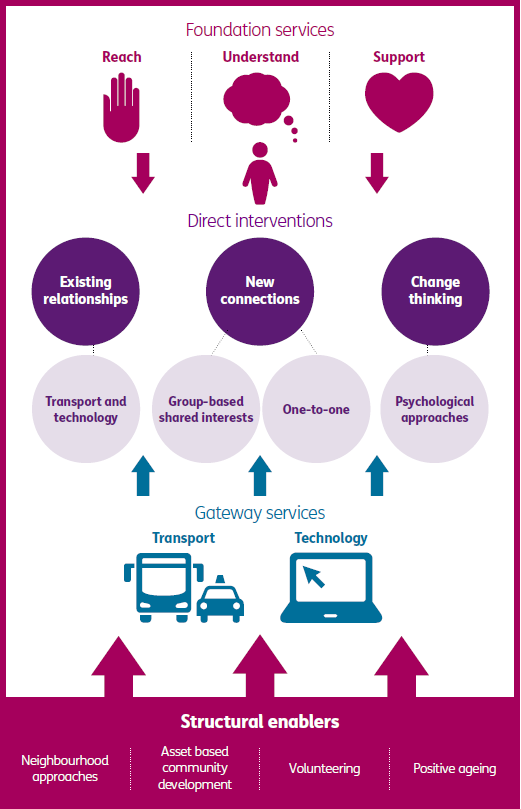 Foundation services
Reach
Understand
Support
Direct interventions
Existing
relationships
New
connections
Change
thinking
Transport and
technology
Group-based
shared interests
One-to-one
Psychological
approaches
Gateway services
Transport
Technology
Structural enablers
Neighbourhood
approaches
Asset based
community
development
Volunteering
Positive ageing